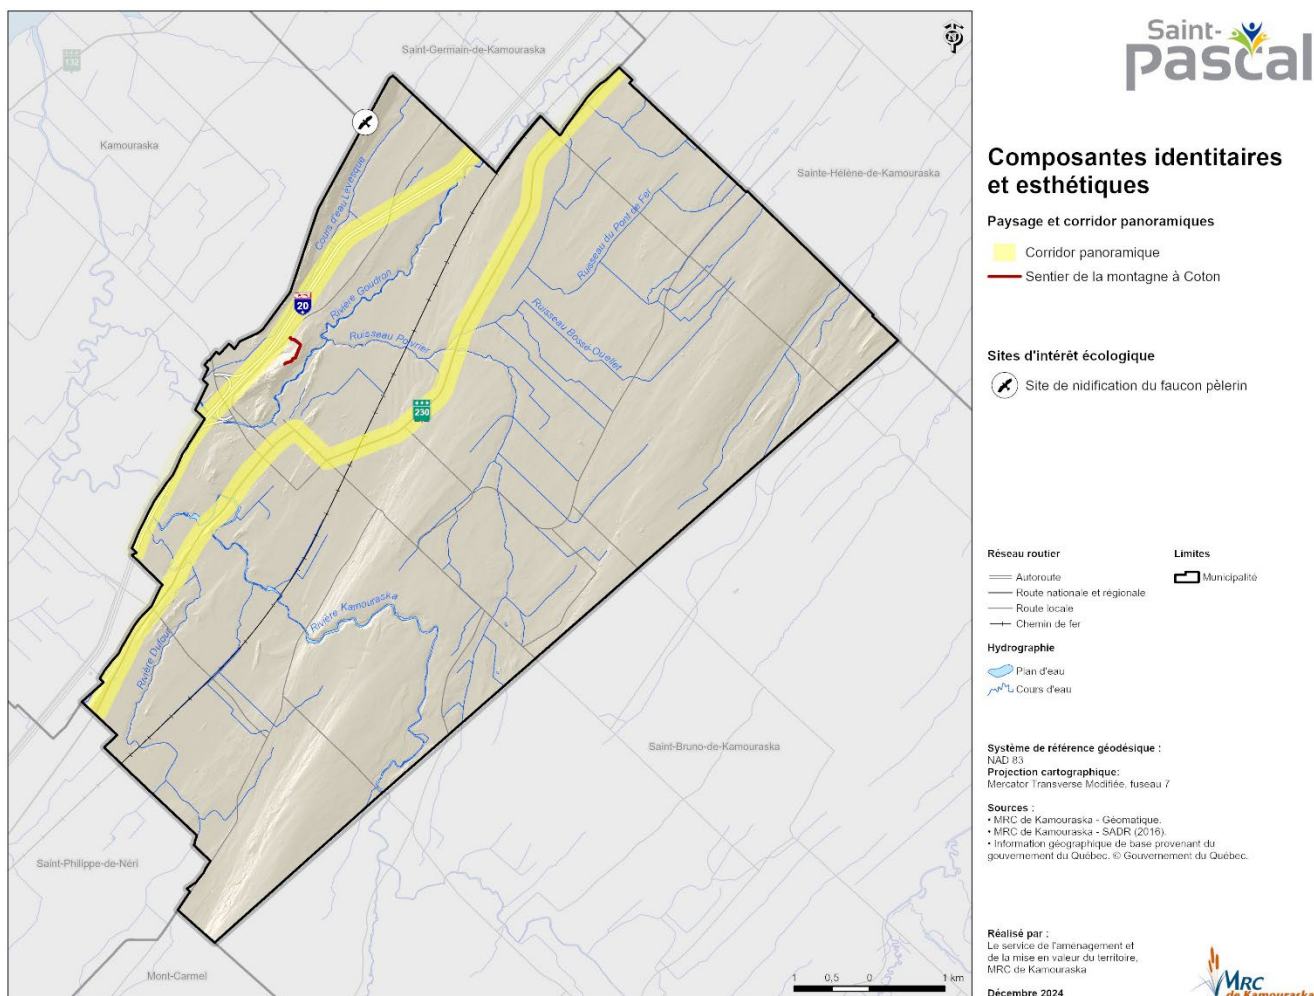 Saint-Germain-de-Kamouraska
132
Kamouraska
Sainte-Hélène-de-Kamouraska
Cours d'eau Levesque
Ruisseau du Pont de Fer
20
Rivière Goudron
Ruisseau Poivrier
Ruisseau Bossé-Ouellet
230
Rivière Kamouraska
Rivière Dufour
Saint-Bruno-de-Kamouraska
Saint-Philippe-de-Néri
Mont-Carmel
1 0,5 0 1 km
Saint-
Pascal
Composantes identitaires
et esthétiques
Paysage et corridor panoramiques
Corridor panoramique
Sentier de la montagne à Coton
Sites d'intérêt écologique
Site de nidification du faucon pèlerin
Réseau routier
Autoroute
Route nationale et régionale
Route locale
Chemin de fer
Limites
Municipalité
Hydrographie
Plan d'eau
Cours d'eau
Système de référence géodésique :
NAD 83
Projection cartographique:
Mercator Transverse Modifiée, fuseau 7
Sources :
• MRC de Kamouraska - Géomatique.
• MRC de Kamouraska - SADR (2016).
• Information géographique de base provenant du
gouvernement du Québec. © Gouvernement du Québec.
Réalisé par :
Le service de l'aménagement et
de la mise en valeur du territoire,
MRC de Kamouraska
Décembre 2024
MRC
de Kamouraska